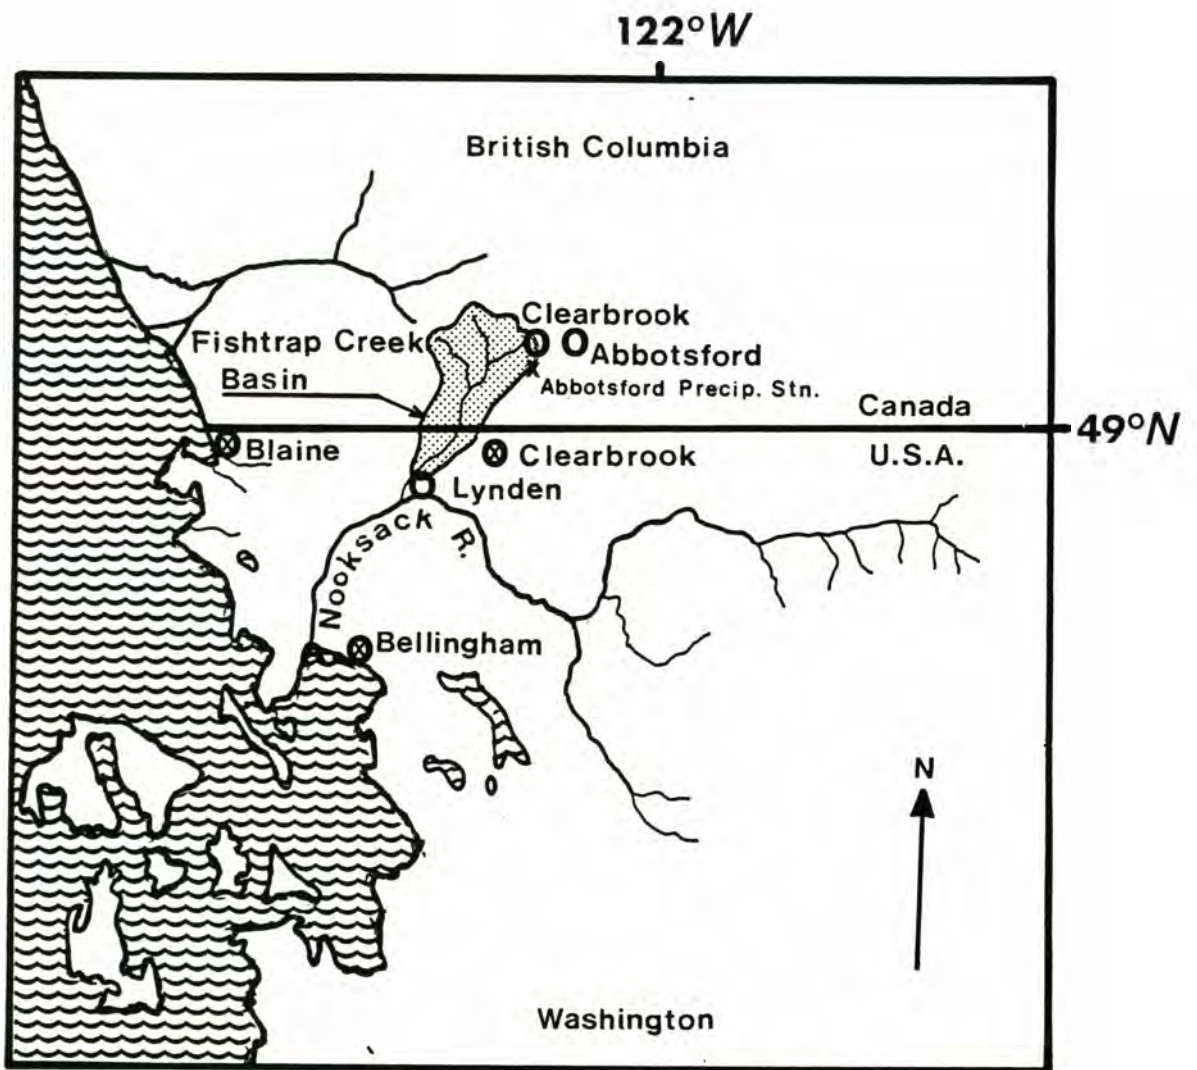 122°W
British Columbia
Clearbrook
Fishtrap Creek
Abbotsford
Basin
Abbotsford Precip. Stn.
Canada
49°N
Blaine
Clearbrook
U.S.A.
Lynden
Nooksack R.
Bellingham
N
Washington